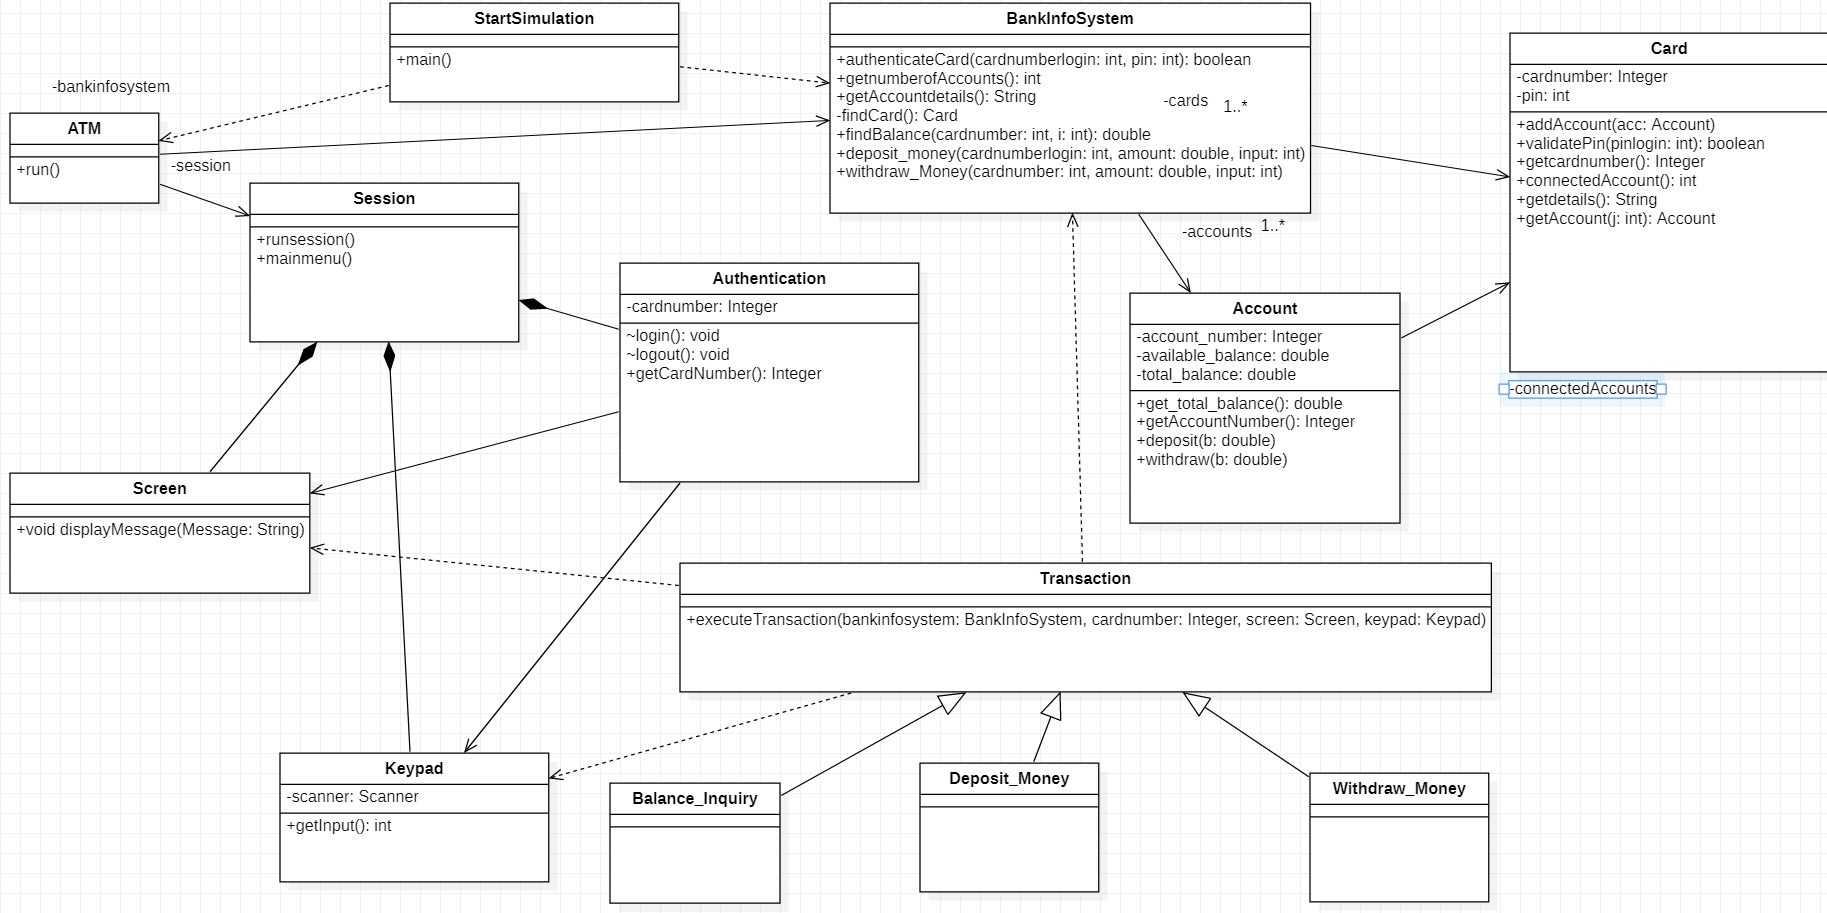 StartSimulation
+main()
BankInfoSystem
+authenticateCard(cardnumberlogin: int, pin: int): boolean
+getnumberofAccounts(): int
+getAccountdetails(): String
-findCard(): Card
+findBalance(cardnumber: int, i: int): double
+deposit_money(cardnumberlogin: int, amount: double, input: int)
+withdraw_Money(cardnumber: int, amount: double, input: int)
-cards
1..*
Card
-cardnumber: Integer
-pin: int
+addAccount(acc: Account)
+validatePin(pinlogin: int): boolean
+getcardnumber(): Integer
+connectedAccount(): int
+getdetails(): String
+getAccount(j: int): Account
-bankinfosystem
ATM
+run()
-session
Session
+runsession()
+mainmenu()
-accounts
1..*
Authentication
-cardnumber: Integer
~login(): void
~logout(): void
+getCardNumber(): Integer
Account
-account_number: Integer
-available_balance: double
-total_balance: double
+get_total_balance(): double
+getAccountNumber(): Integer
+deposit(b: double)
+withdraw(b: double)
-connectedAccounts
Screen
+void displayMessage(Message: String)
Transaction
+executeTransaction(bankinfosystem: BankInfoSystem, cardnumber: Integer, screen: Screen, keypad: Keypad)
Keypad
-scanner: Scanner
+getInput(): int
Balance_Inquiry
Deposit_Money
Withdraw_Money